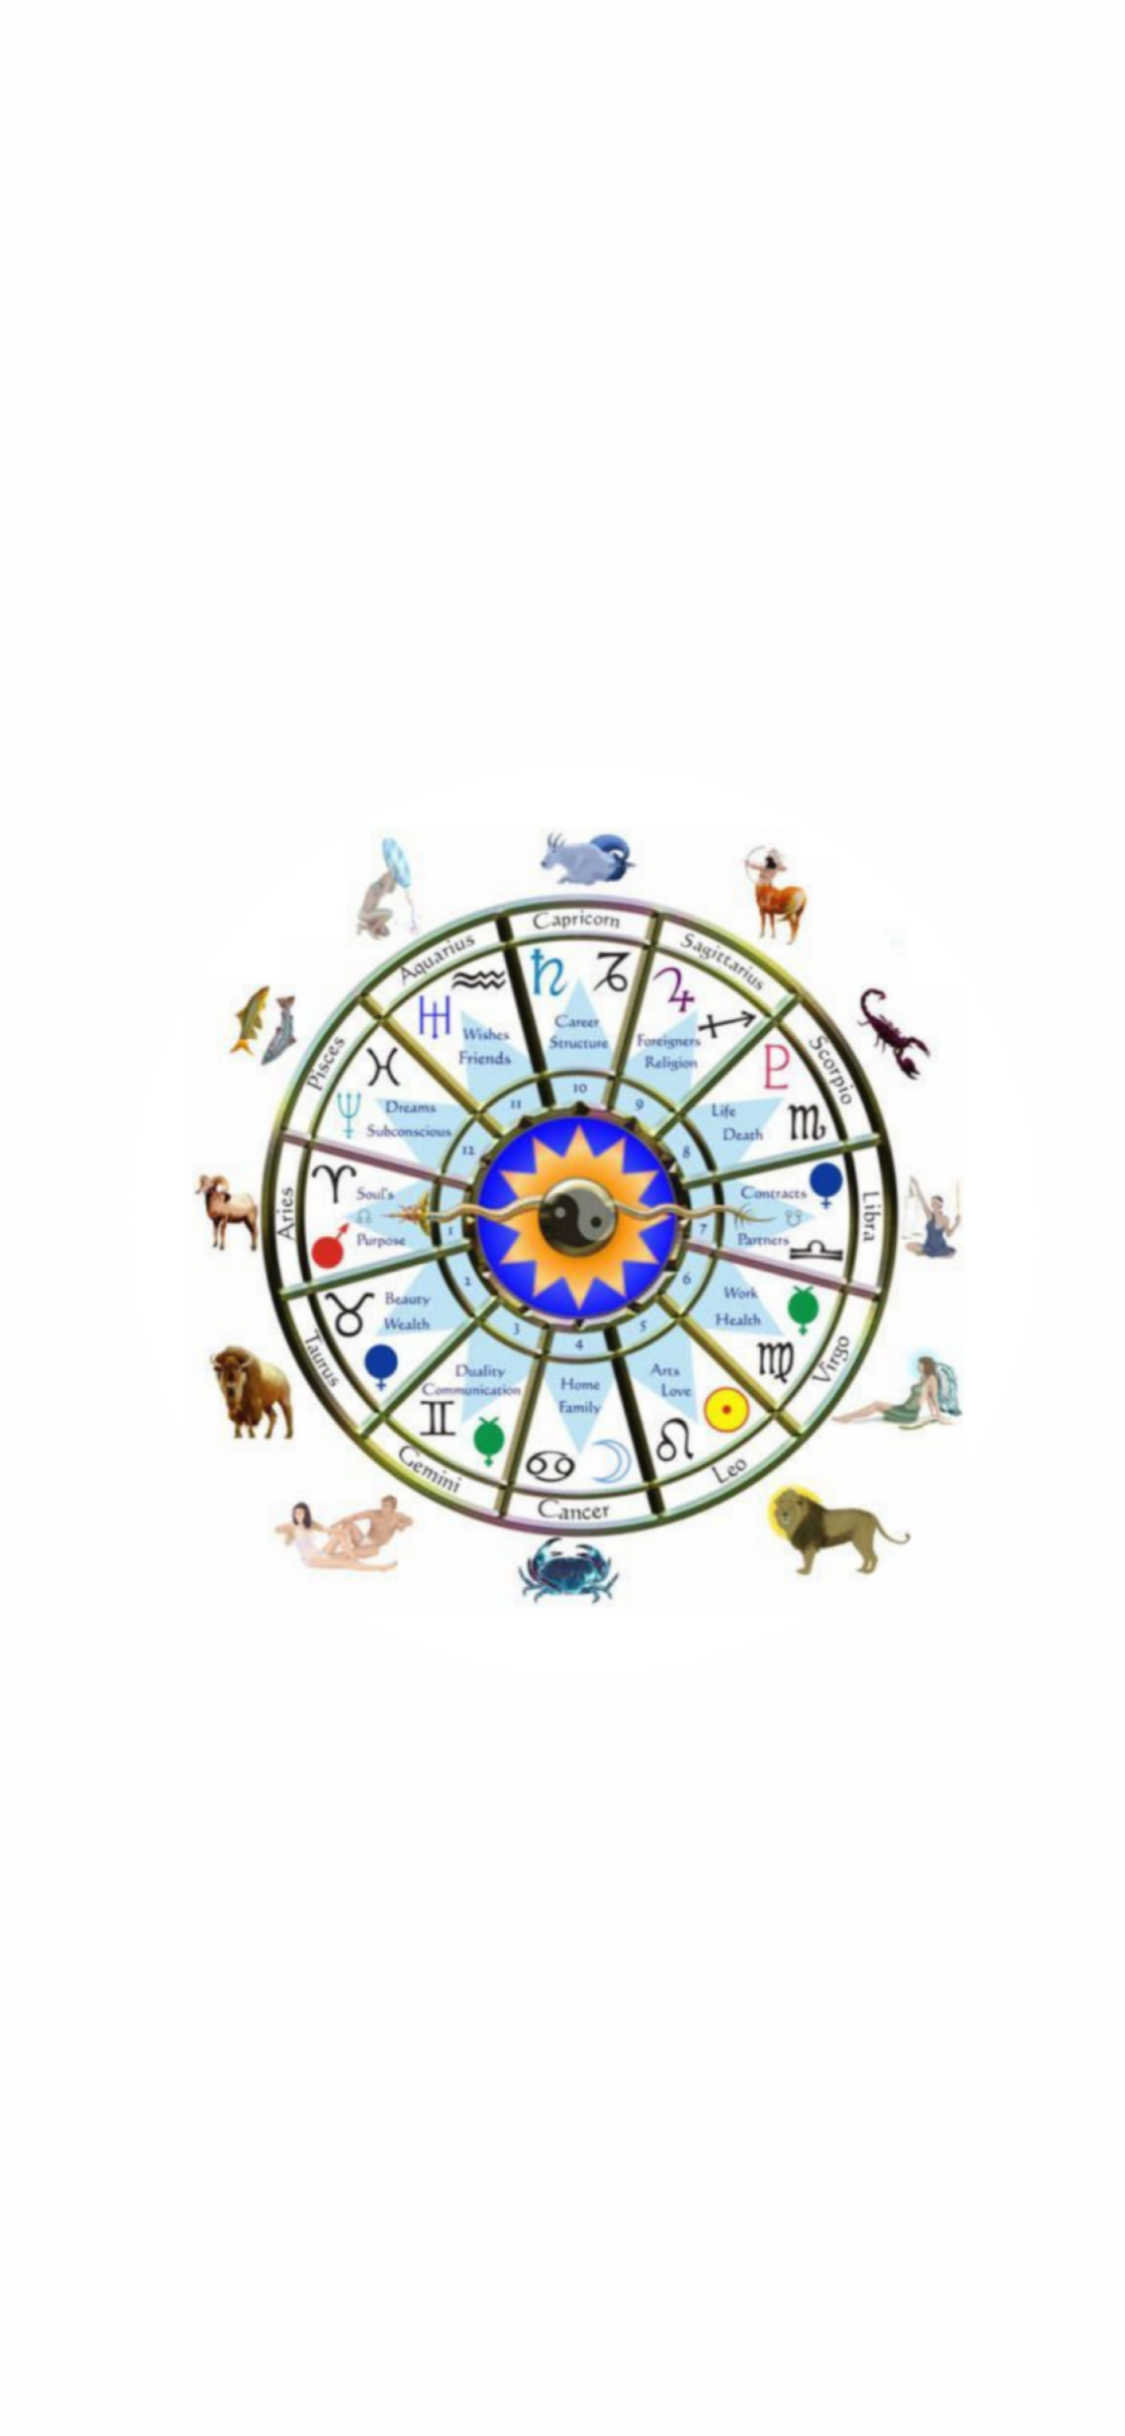 Capricorn
Sagittarius
Scorpio
Libra
Virgo
Leo
Cancer
Gemini
Taurus
Aries
Pisces
Aquarius
Career
Structure
10
Foreigners
Religion
9
Life
Death
8
Contracts
Partners
7
Work
Health
6
Arts
Love
5
Home
Family
4
Duality
Communication
3
Beauty
Wealth
2
Soul's
Purpose
1
Dreams
Subconscious
12
Wishes
Friends
11